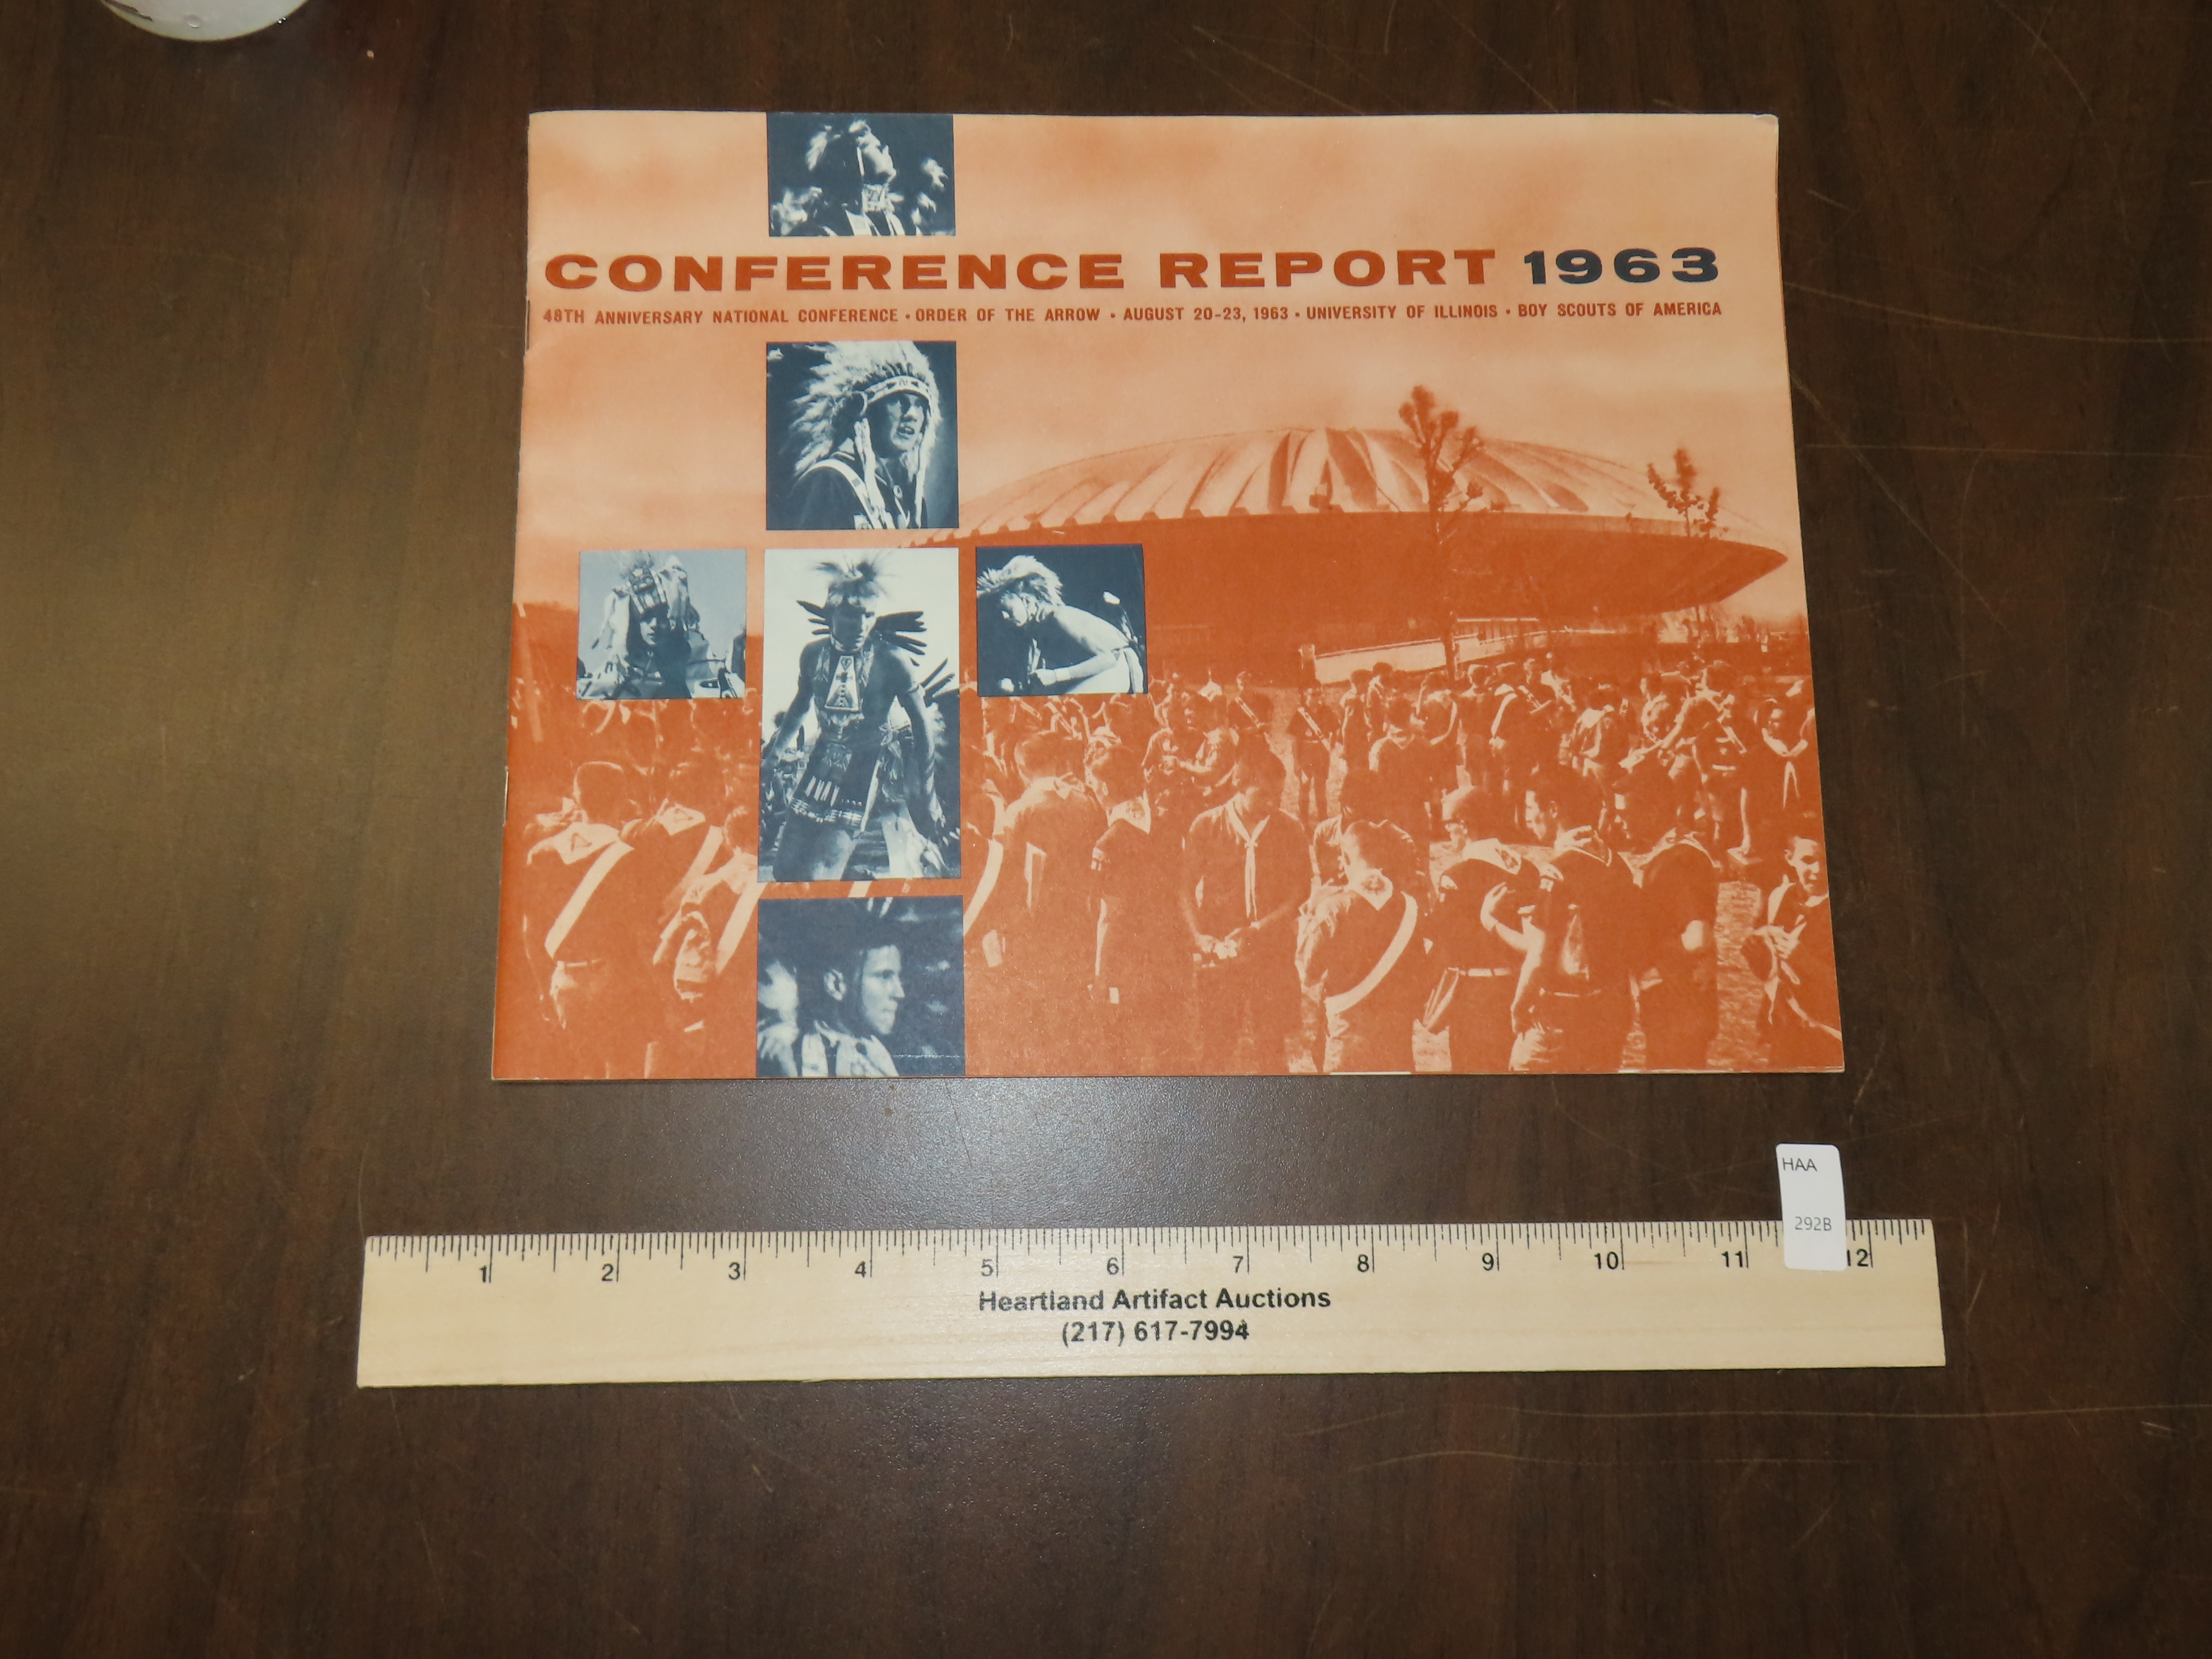 CONFERENCE REPORT 1963
48TH ANNIVERSARY NATIONAL CONFERENCE • ORDER OF THE ARROW • AUGUST 20-23, 1963 • UNIVERSITY OF ILLINOIS • BOY SCOUTS OF AMERICA
HAA
292B
1 2 3 4 5 6 7 8 9 10 11 12
Heartland Artifact Auctions
(217) 617-7994